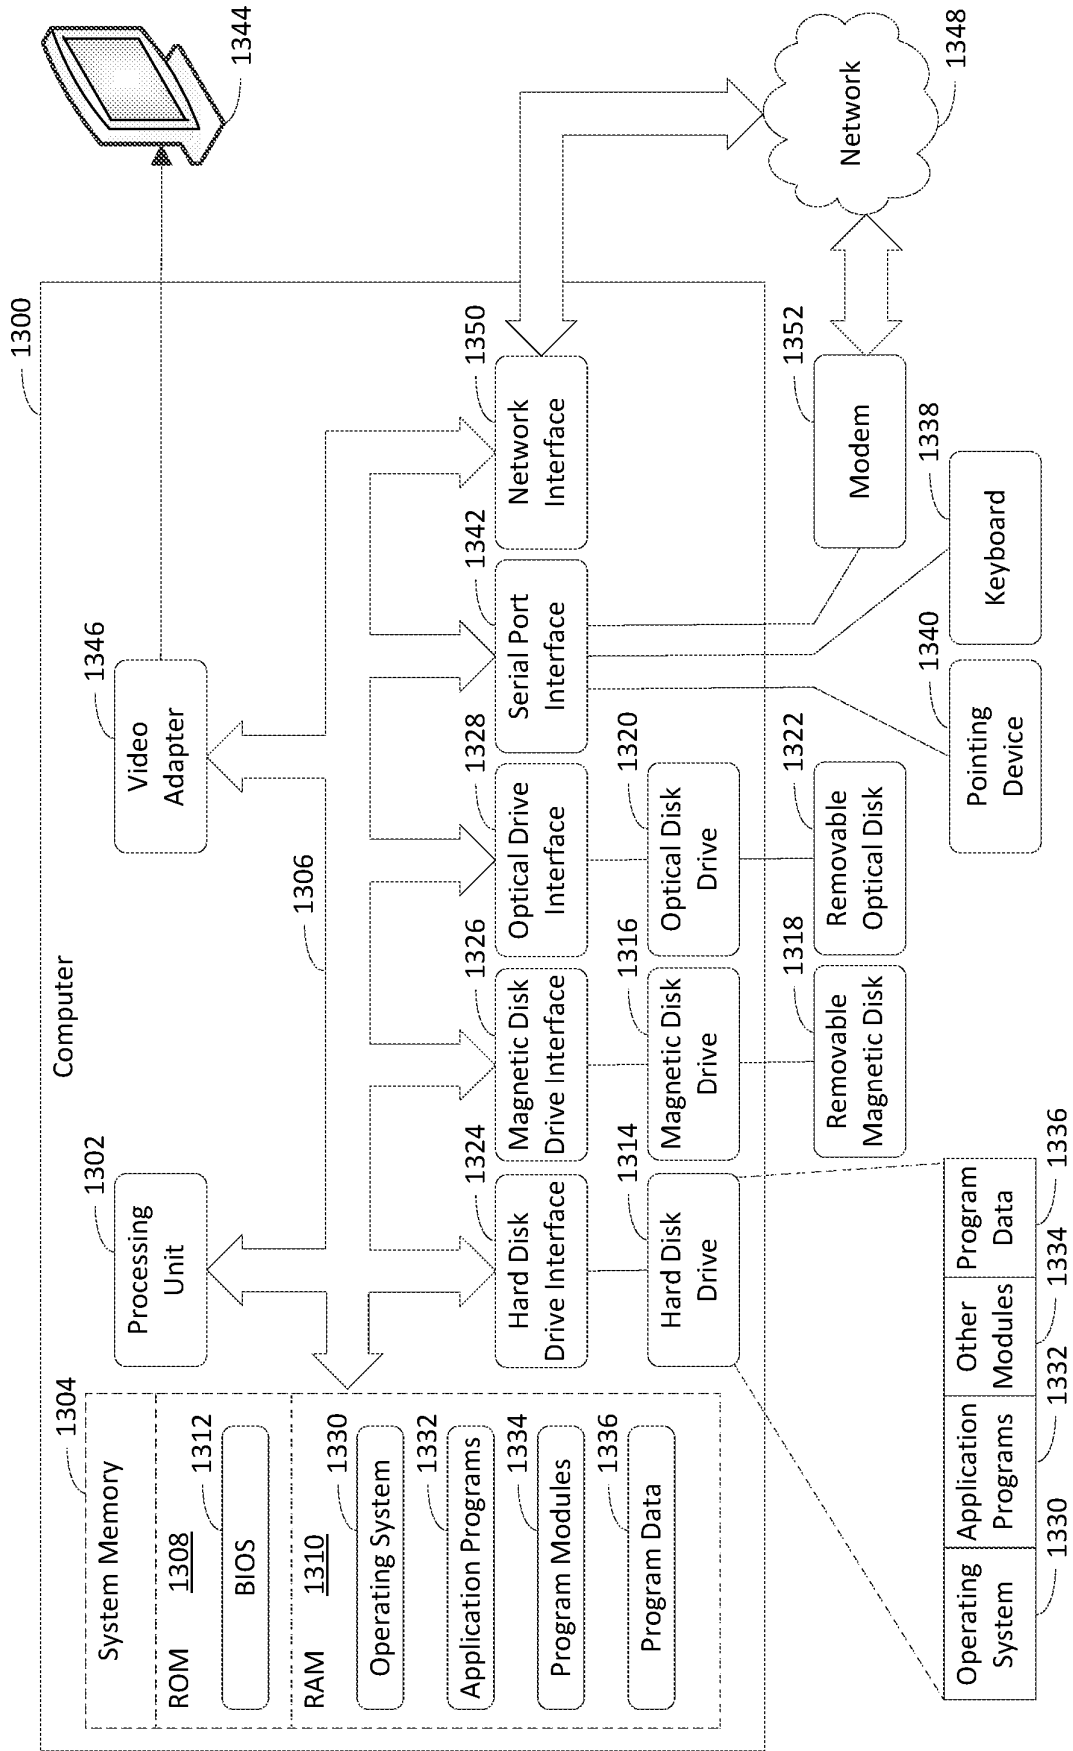 1300
Computer
1304
System Memory
ROM 1308
1312
BIOS
RAM 1310
1330
Operating System
1332
Application Programs
1334
Program Modules
1336
Program Data
1302
Processing
Unit
1306
1346
Video
Adapter
1344
1324
Hard Disk
Drive Interface
1326
Magnetic Disk
Drive Interface
1328
Optical Drive
Interface
1342
Serial Port
Interface
1350
Network
Interface
1314
Hard Disk
Drive
1316
Magnetic Disk
Drive
1320
Optical Disk
Drive
1318
Removable
Magnetic Disk
1322
Removable
Optical Disk
1352
Modem
Network
1348
1340
Pointing
Device
1338
Keyboard
Operating
System
1330
Application
Programs
1332
Other
Modules
1334
Program
Data
1336